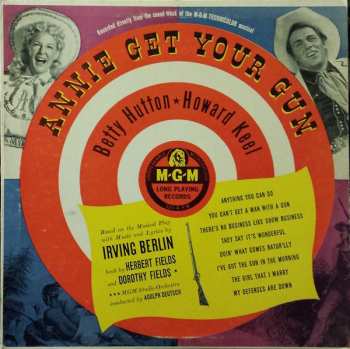 Recorded directly from the sound track of the M-G-M TECHNICOLOR musical
ANNIE GET YOUR GUN
Betty Hutton ★ Howard Keel
M-G-M
LONG PLAYING
RECORDS
Based on the Musical Play
with Music and Lyrics by
IRVING BERLIN
book by HERBERT FIELDS
and DOROTHY FIELDS
M-G-M Studio Orchestra
conducted by ADOLPH DEUTSCH
ANYTHING YOU CAN DO
YOU CAN'T GET A MAN WITH A GUN
THERE'S NO BUSINESS LIKE SHOW BUSINESS
THEY SAY IT'S WONDERFUL
DOIN' WHAT COMES NATUR'LLY
I'VE GOT THE SUN IN THE MORNING
THE GIRL THAT I MARRY
MY DEFENSES ARE DOWN